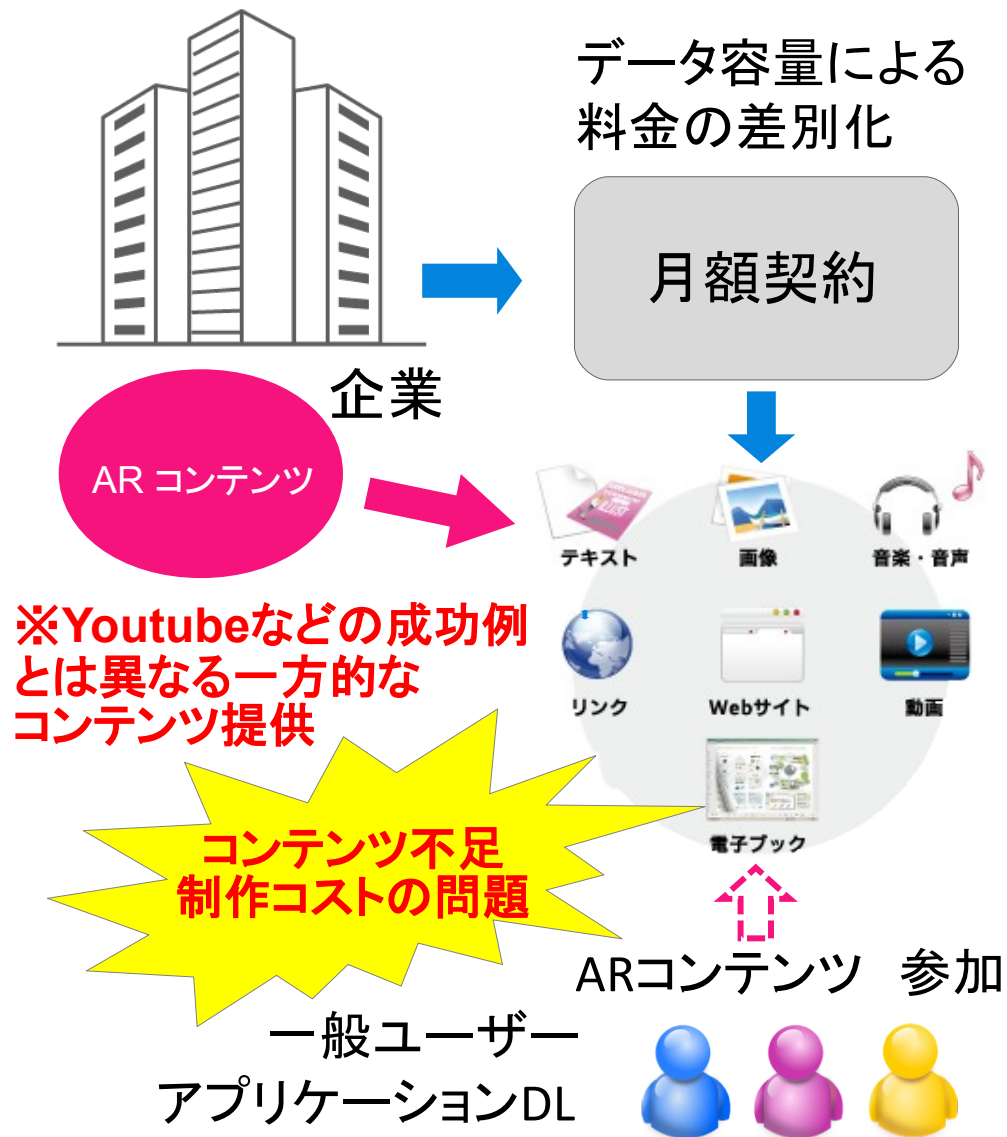 データ容量による
料金の差別化
月額契約
企業
AR コンテンツ
テキスト
画像
音楽・音声
※Youtubeなどの成功例
とは異なる一方的な
コンテンツ提供
リンク
Webサイト
動画
電子ブック
コンテンツ不足
制作コストの問題
ARコンテンツ　参加
一般ユーザー
アプリケーションDL